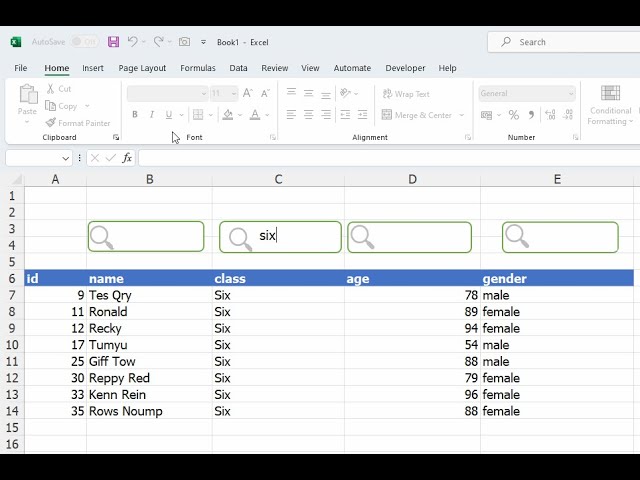 AutoSave Off Book1 - Excel Search
File Home Insert Page Layout Formulas Data Review View Automate Developer Help
Paste Cut Copy Format Painter Clipboard
11 A A B I U A Font
Wrap Text Merge & Center Alignment
General % , Number
Conditional Formatting
fx
A B C D E
1
2
3 six
4
5
6 id name class age gender
7 9 Tes Qry Six 78 male
8 11 Ronald Six 89 female
9 12 Recky Six 94 female
10 17 Tumyu Six 54 male
11 25 Giff Tow Six 88 male
12 30 Reppy Red Six 79 female
13 33 Kenn Rein Six 96 female
14 35 Rows Noump Six 88 female
15
16